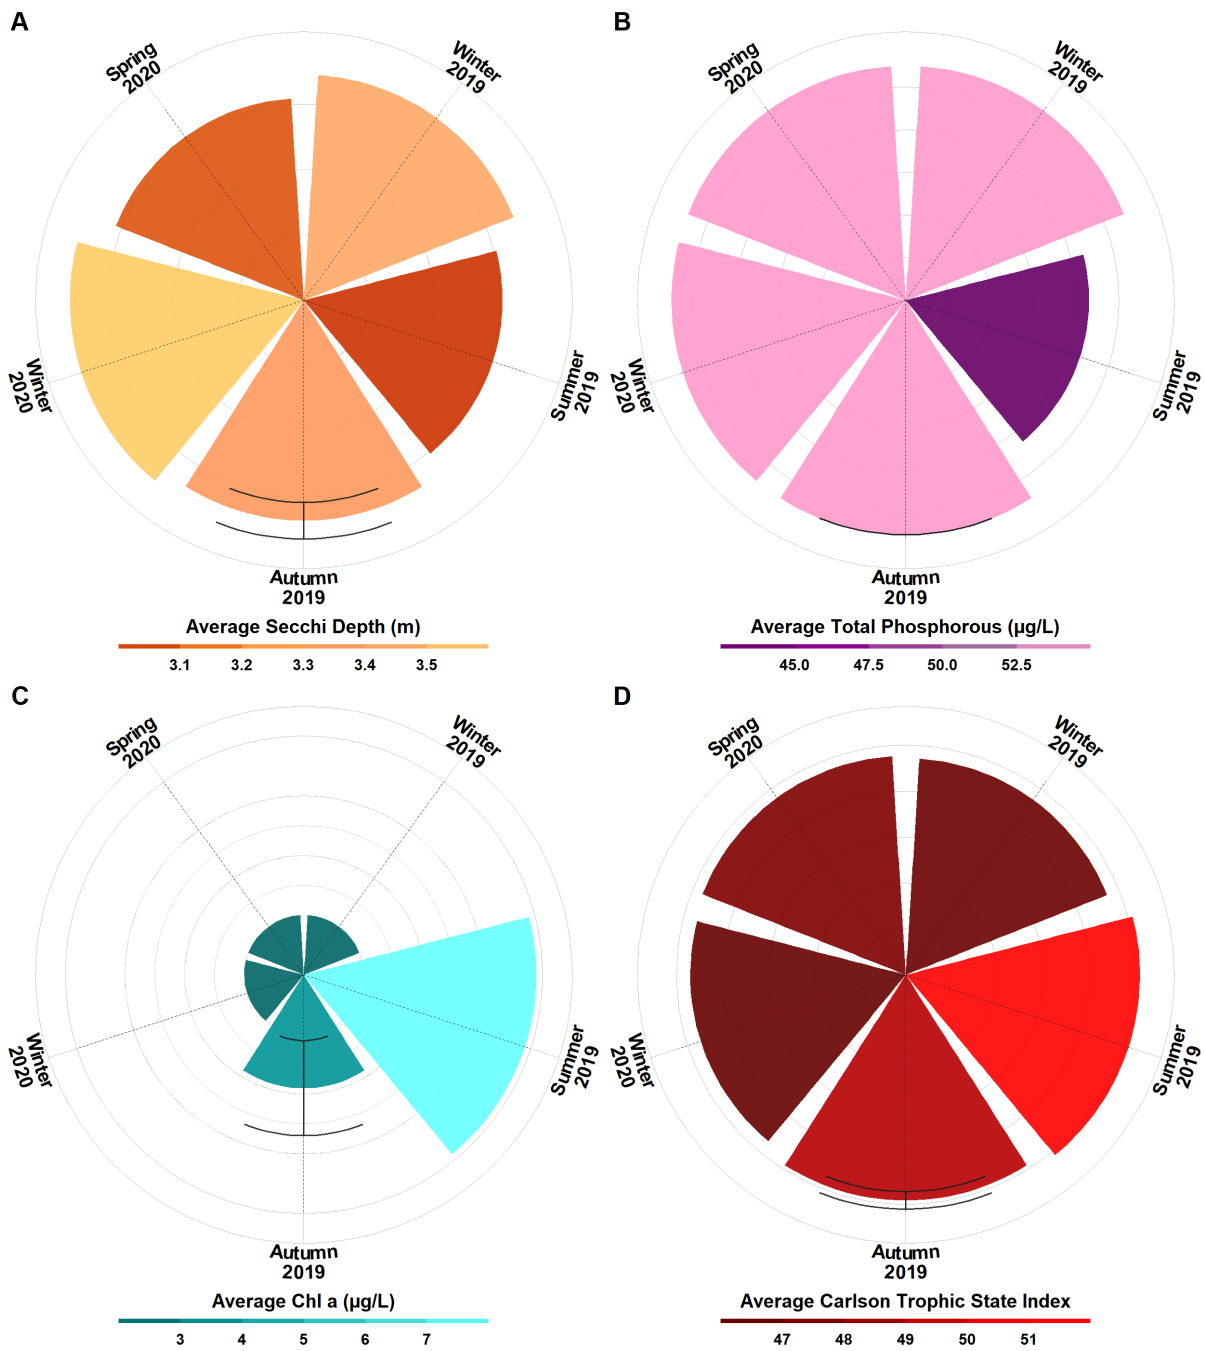 A
Spring
2020
Winter
2019
Winter
2020
Summer
2019
Autumn
2019
Average Secchi Depth (m)
3.1 3.2 3.3 3.4 3.5
B
Spring
2020
Winter
2019
Winter
2020
Summer
2019
Autumn
2019
Average Total Phosphorous (µg/L)
45.0 47.5 50.0 52.5
C
Spring
2020
Winter
2019
Winter
2020
Summer
2019
Autumn
2019
Average Chl a (µg/L)
3 4 5 6 7
D
Spring
2020
Winter
2019
Winter
2020
Summer
2019
Autumn
2019
Average Carlson Trophic State Index
47 48 49 50 51